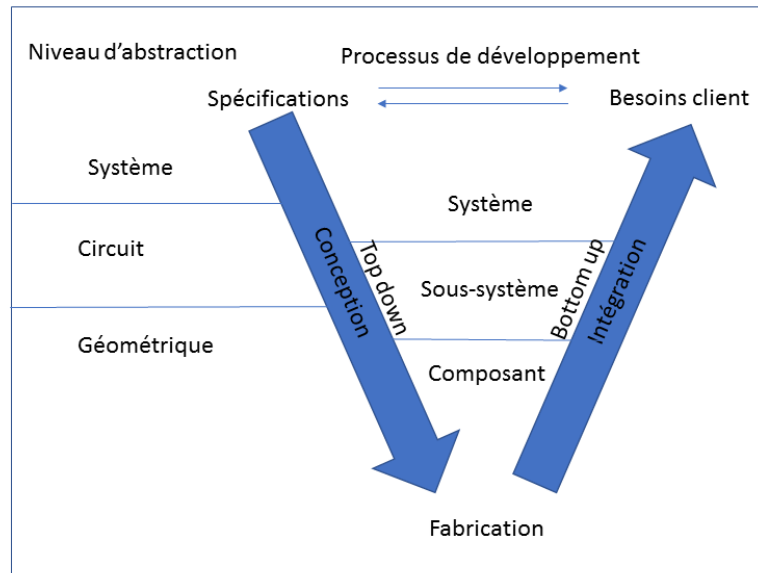 Niveau d’abstraction
Processus de développement
Spécifications
Besoins client
Système
Système
Circuit
Conception
Top down
Sous-système
Bottom up
Intégration
Géométrique
Composant
Fabrication